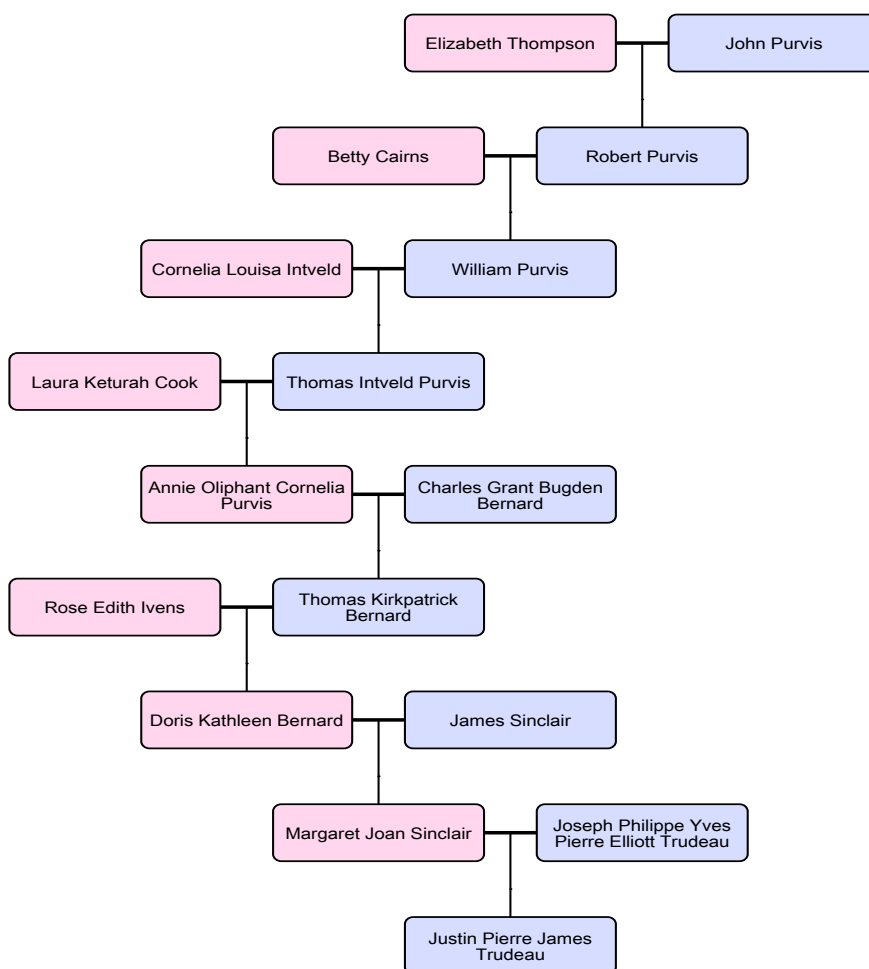 Elizabeth Thompson
John Purvis
Betty Cairns
Robert Purvis
Cornelia Louisa Intveld
William Purvis
Laura Keturah Cook
Thomas Intveld Purvis
Annie Oliphant Cornelia
Purvis
Charles Grant Bugden
Bernard
Rose Edith Ivens
Thomas Kirkpatrick
Bernard
Doris Kathleen Bernard
James Sinclair
Margaret Joan Sinclair
Joseph Philippe Yves
Pierre Elliott Trudeau
Justin Pierre James
Trudeau